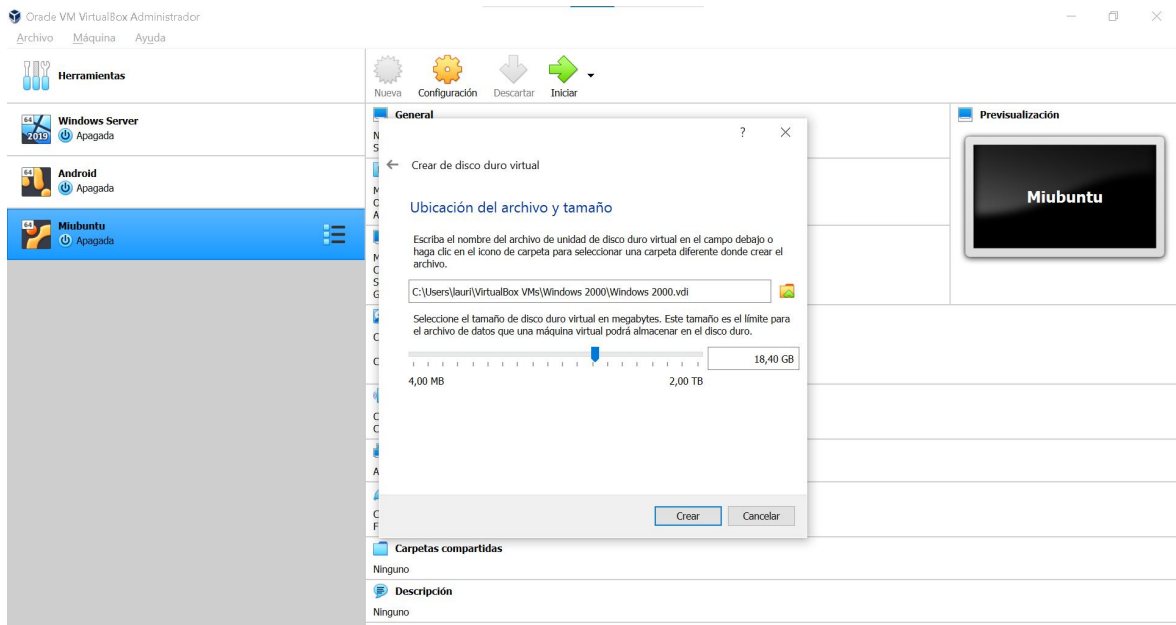 Oracle VM VirtualBox Administrador
Archivo Máquina Ayuda
Herramientas
Nueva Configuración Descartar Iniciar
64 2019 Windows Server
Apagada
64 Android
Apagada
64 Miubuntu
Apagada
General
Previsualización
Miubuntu
? ×
← Crear de disco duro virtual
Ubicación del archivo y tamaño
Escriba el nombre del archivo de unidad de disco duro virtual en el campo debajo o
haga clic en el icono de carpeta para seleccionar una carpeta diferente donde crear el
archivo.
C:\Users\lauri\VirtualBox VMs\Windows 2000\Windows 2000.vdi
Seleccione el tamaño de disco duro virtual en megabytes. Este tamaño es el límite para
el archivo de datos que una máquina virtual podrá almacenar en el disco duro.
18,40 GB
4,00 MB 2,00 TB
Crear Cancelar
Carpetas compartidas
Ninguno
Descripción
Ninguno